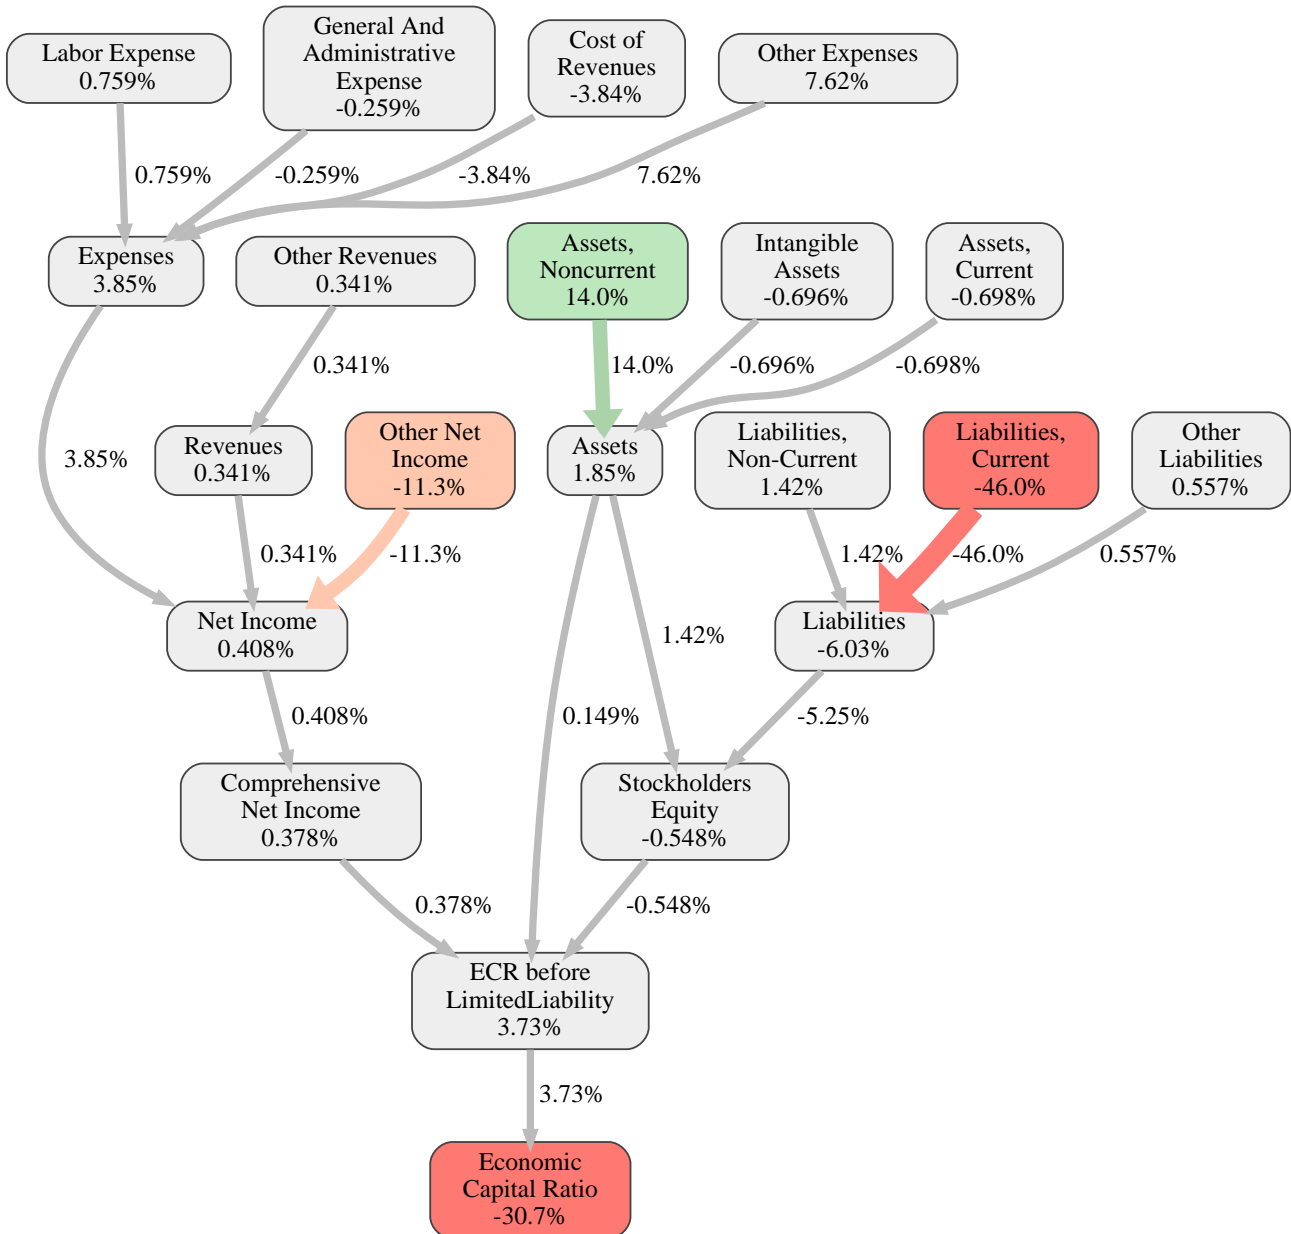 Labor Expense
0.759%
General And
Administrative
Expense
-0.259%
Cost of
Revenues
-3.84%
Other Expenses
7.62%
0.759%
-0.259%
-3.84%
7.62%
Expenses
3.85%
Other Revenues
0.341%
Assets,
Noncurrent
14.0%
Intangible
Assets
-0.696%
Assets,
Current
-0.698%
0.341%
14.0%
-0.696%
-0.698%
3.85%
Revenues
0.341%
Other Net
Income
-11.3%
Assets
1.85%
Liabilities,
Non-Current
1.42%
Liabilities,
Current
-46.0%
Other
Liabilities
0.557%
0.341%
-11.3%
1.42%
-46.0%
0.557%
Net Income
0.408%
1.42%
Liabilities
-6.03%
0.408%
0.149%
-5.25%
Comprehensive
Net Income
0.378%
Stockholders
Equity
-0.548%
0.378%
-0.548%
ECR before
LimitedLiability
3.73%
3.73%
Economic
Capital Ratio
-30.7%